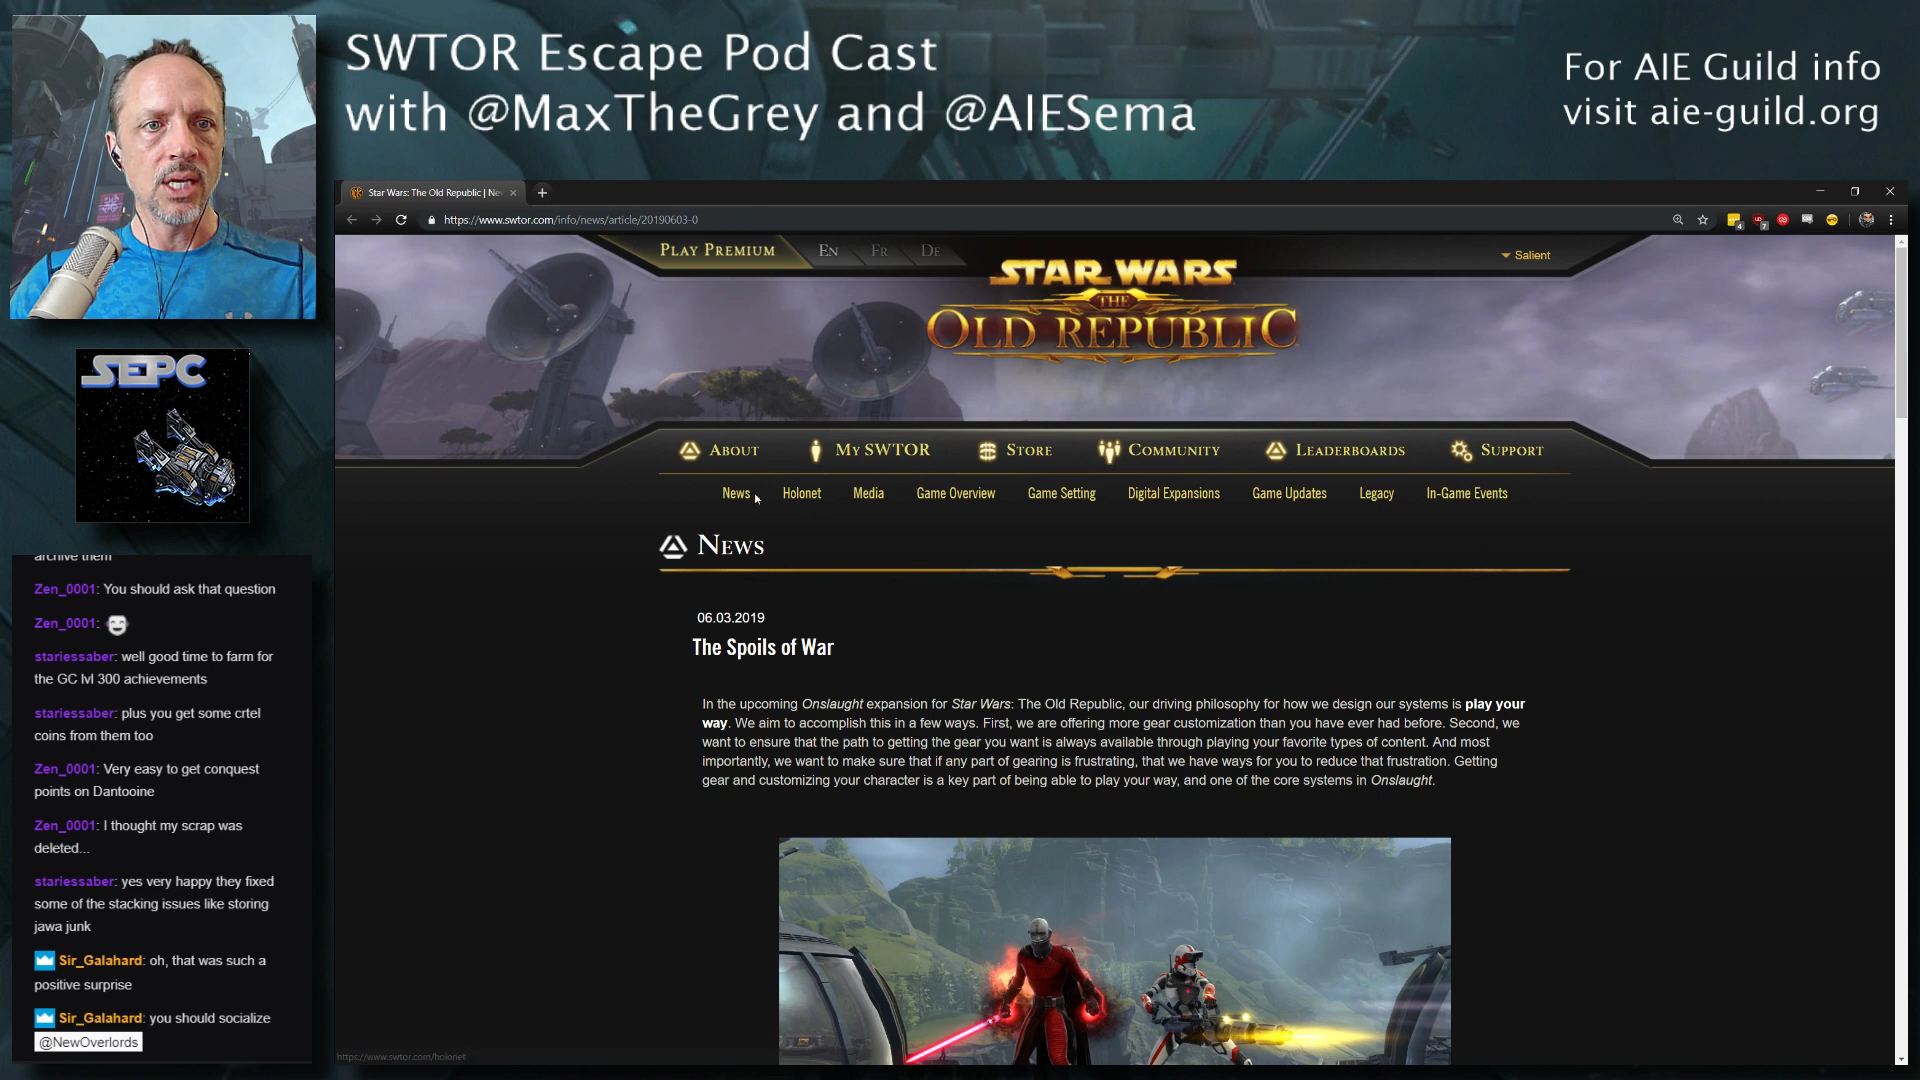 SWTOR Escape Pod Cast
with @MaxTheGrey and @AIESema
For AIE Guild info
visit aie-guild.org
SEPC
archive them
Zen_0001: You should ask that question
Zen_0001:
stariessaber: well good time to farm for
the GC lvl 300 achievements
stariessaber: plus you get some crtel
coins from them too
Zen_0001: Very easy to get conquest
points on Dantooine
Zen_0001: I thought my scrap was
deleted...
stariessaber: yes very happy they fixed
some of the stacking issues like storing
jawa junk
Sir_Galahard: oh, that was such a
positive surprise
Sir_Galahard: you should socialize
@NewOverlords
Star Wars: The Old Republic | Ne
https://www.swtor.com/info/news/article/20190603-0
4
7
PLAY PREMIUM
EN FR DE
Salient
STAR WARS
THE
OLD REPUBLIC
ABOUT MY SWTOR STORE COMMUNITY LEADERBOARDS SUPPORT
News Holonet Media Game Overview Game Setting Digital Expansions Game Updates Legacy In-Game Events
NEWS
06.03.2019
The Spoils of War
In the upcoming Onslaught expansion for Star Wars: The Old Republic, our driving philosophy for how we design our systems is play your
way. We aim to accomplish this in a few ways. First, we are offering more gear customization than you have ever had before. Second, we
want to ensure that the path to getting the gear you want is always available through playing your favorite types of content. And most
importantly, we want to make sure that if any part of gearing is frustrating, that we have ways for you to reduce that frustration. Getting
gear and customizing your character is a key part of being able to play your way, and one of the core systems in Onslaught.
https://www.swtor.com/holonet